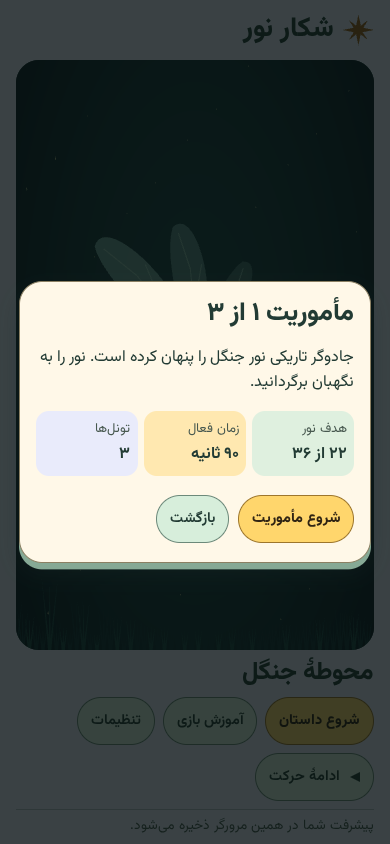 شکار نور
مأموریت ۱ از ۳
جادوگر تاریکی نور جنگل را پنهان کرده است. نور را به
نگهبان برگردانید.
هدف نور
۲۲ از ۳۶
زمان فعال
۹۰ ثانیه
تونل‌ها
۳
شروع مأموریت
بازگشت
محوطهٔ جنگل
شروع داستان
آموزش بازی
تنظیمات
ادامهٔ حرکت
پیشرفت شما در همین مرورگر ذخیره می‌شود.